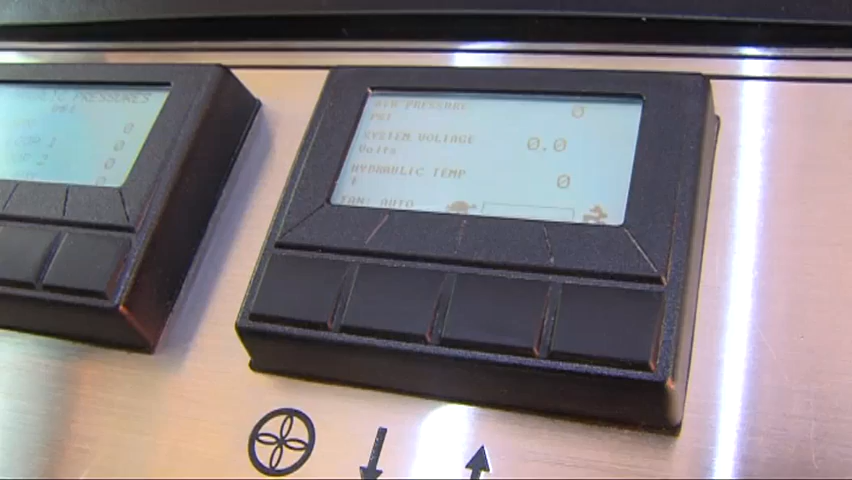 PRESSURES
PSI
0
0
0
0
AIR PRESSURE 0
PSI
SYSTEM VOLTAGE 0.0
Volts
HYDRAULIC TEMP 0
F
FAN: AUTO